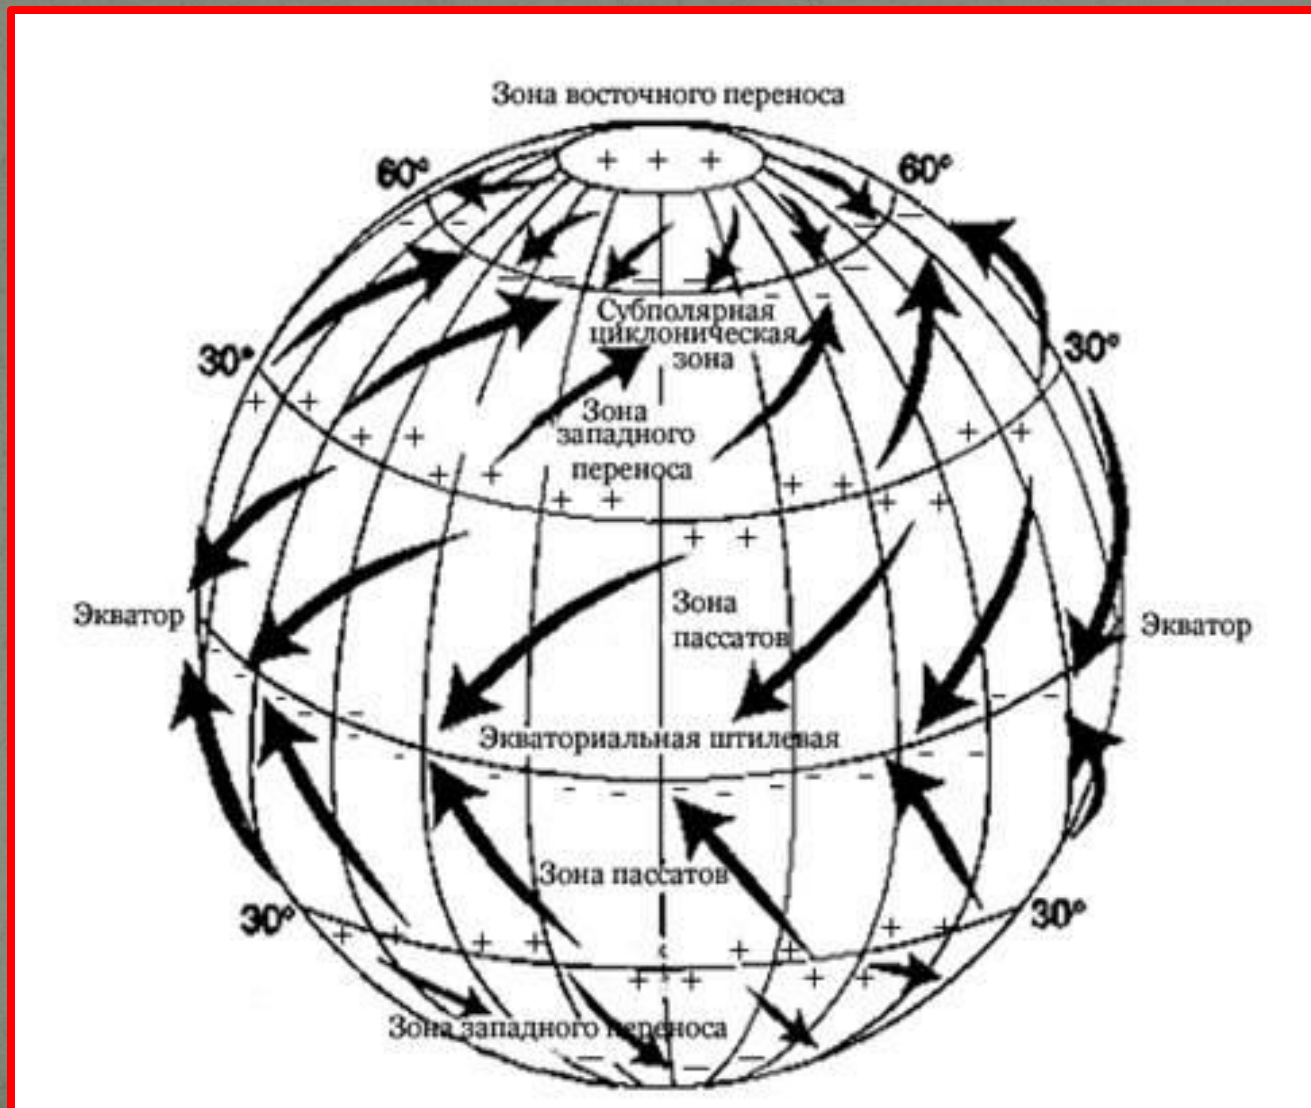 Зона восточного переноса
60°
60°
Субполярная
циклоническая
зона
30°
30°
Зона
западного
переноса
Зона
пассатов
Экватор
Экватор
Экваториальная штилевая
Зона пассатов
30°
30°
Зона западного переноса